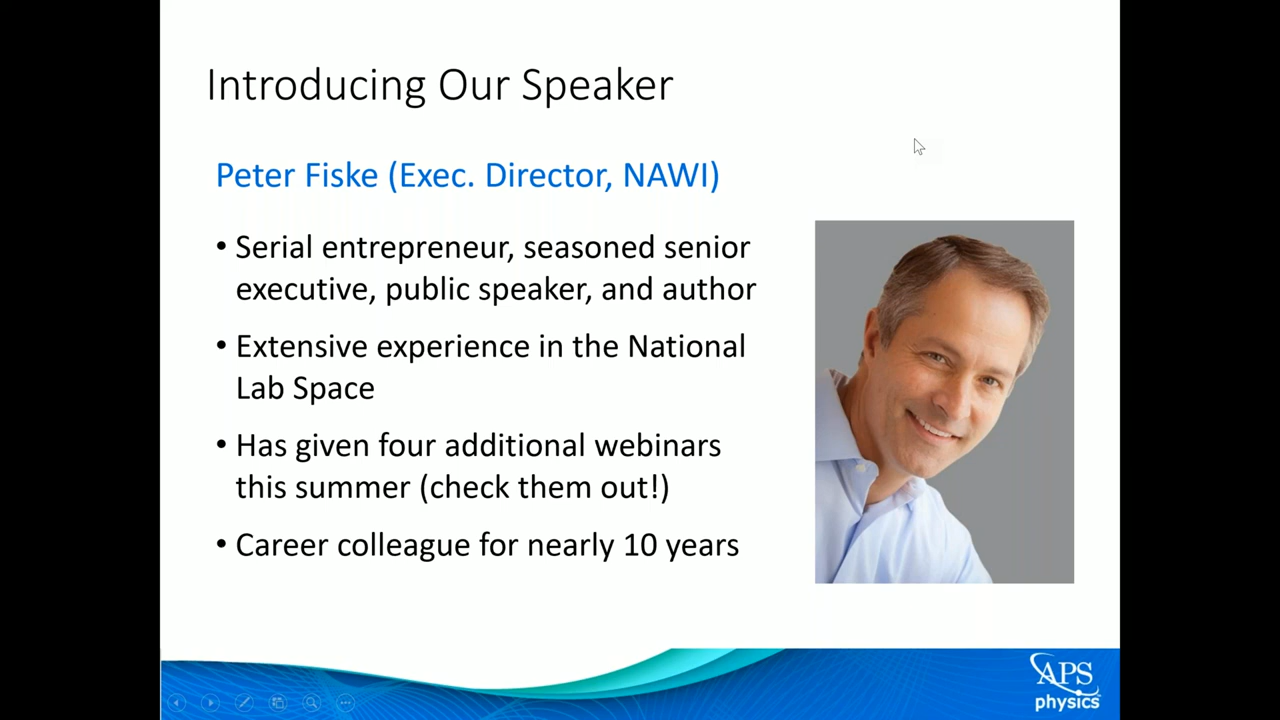 Introducing Our Speaker
Peter Fiske (Exec. Director, NAWI)
• Serial entrepreneur, seasoned senior
executive, public speaker, and author
• Extensive experience in the National
Lab Space
• Has given four additional webinars
this summer (check them out!)
• Career colleague for nearly 10 years
APS
physics